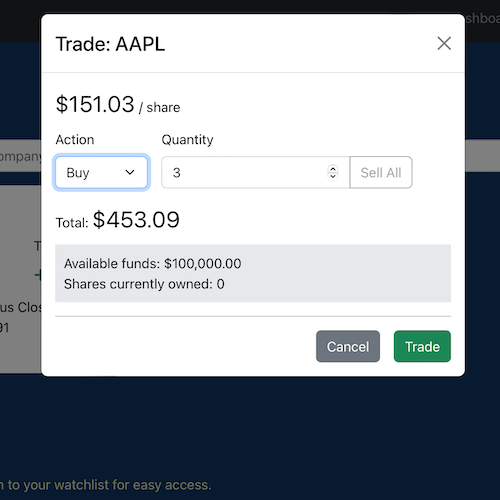 shboa
Trade: AAPL
$151.03 / share
Action Quantity
ompany
Buy 3 Sell All
Total: $453.09
T
+
Available funds: $100,000.00
Shares currently owned: 0
us Clos
91
Cancel Trade
n to your watchlist for easy access.